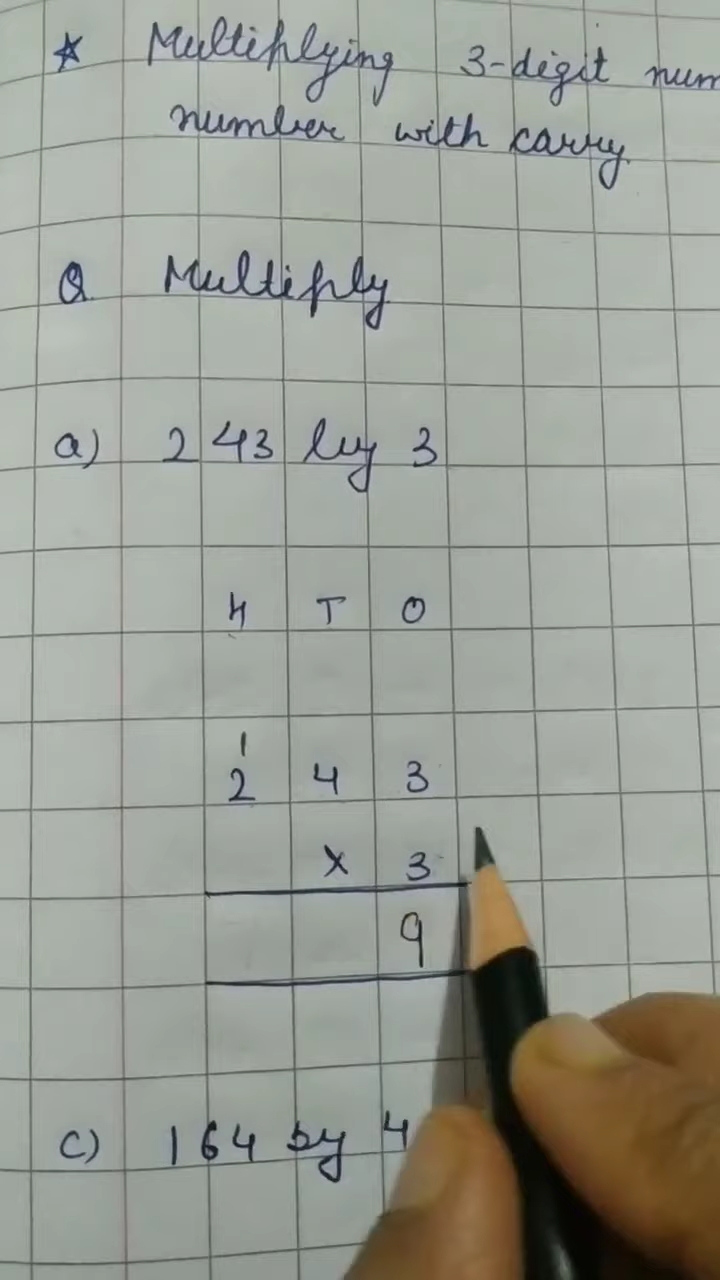 ☆ Multiplying 3-digit num
number with carry
Q Multiply
a) 243 by 3
H T O
1
2 4 3
x 3
9
c) 164 by 4